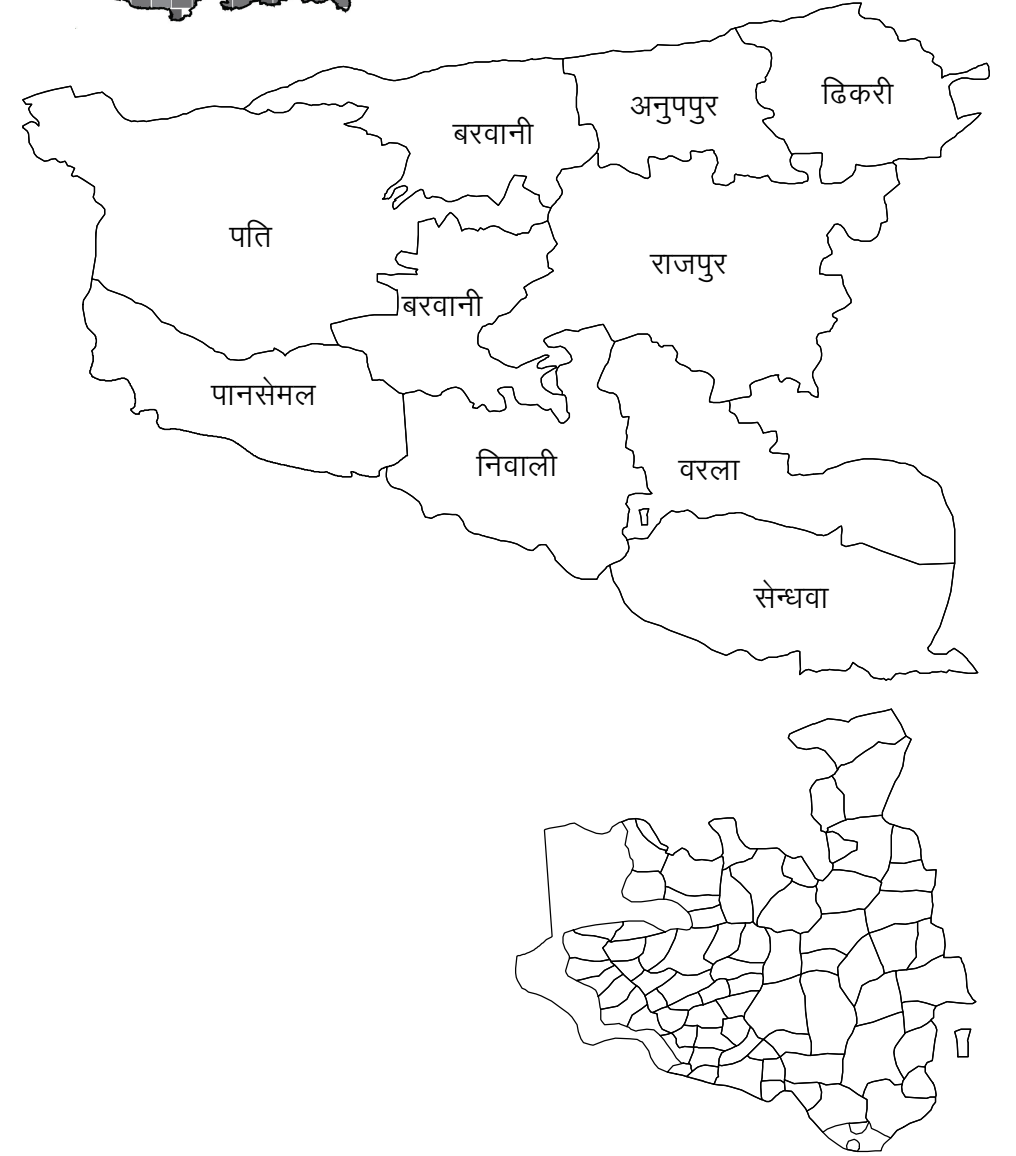 ढिकरी
अनुपपुर
बरवानी
पति
राजपुर
बरवानी
पानसेमल
निवाली
वरला
सेन्धवा